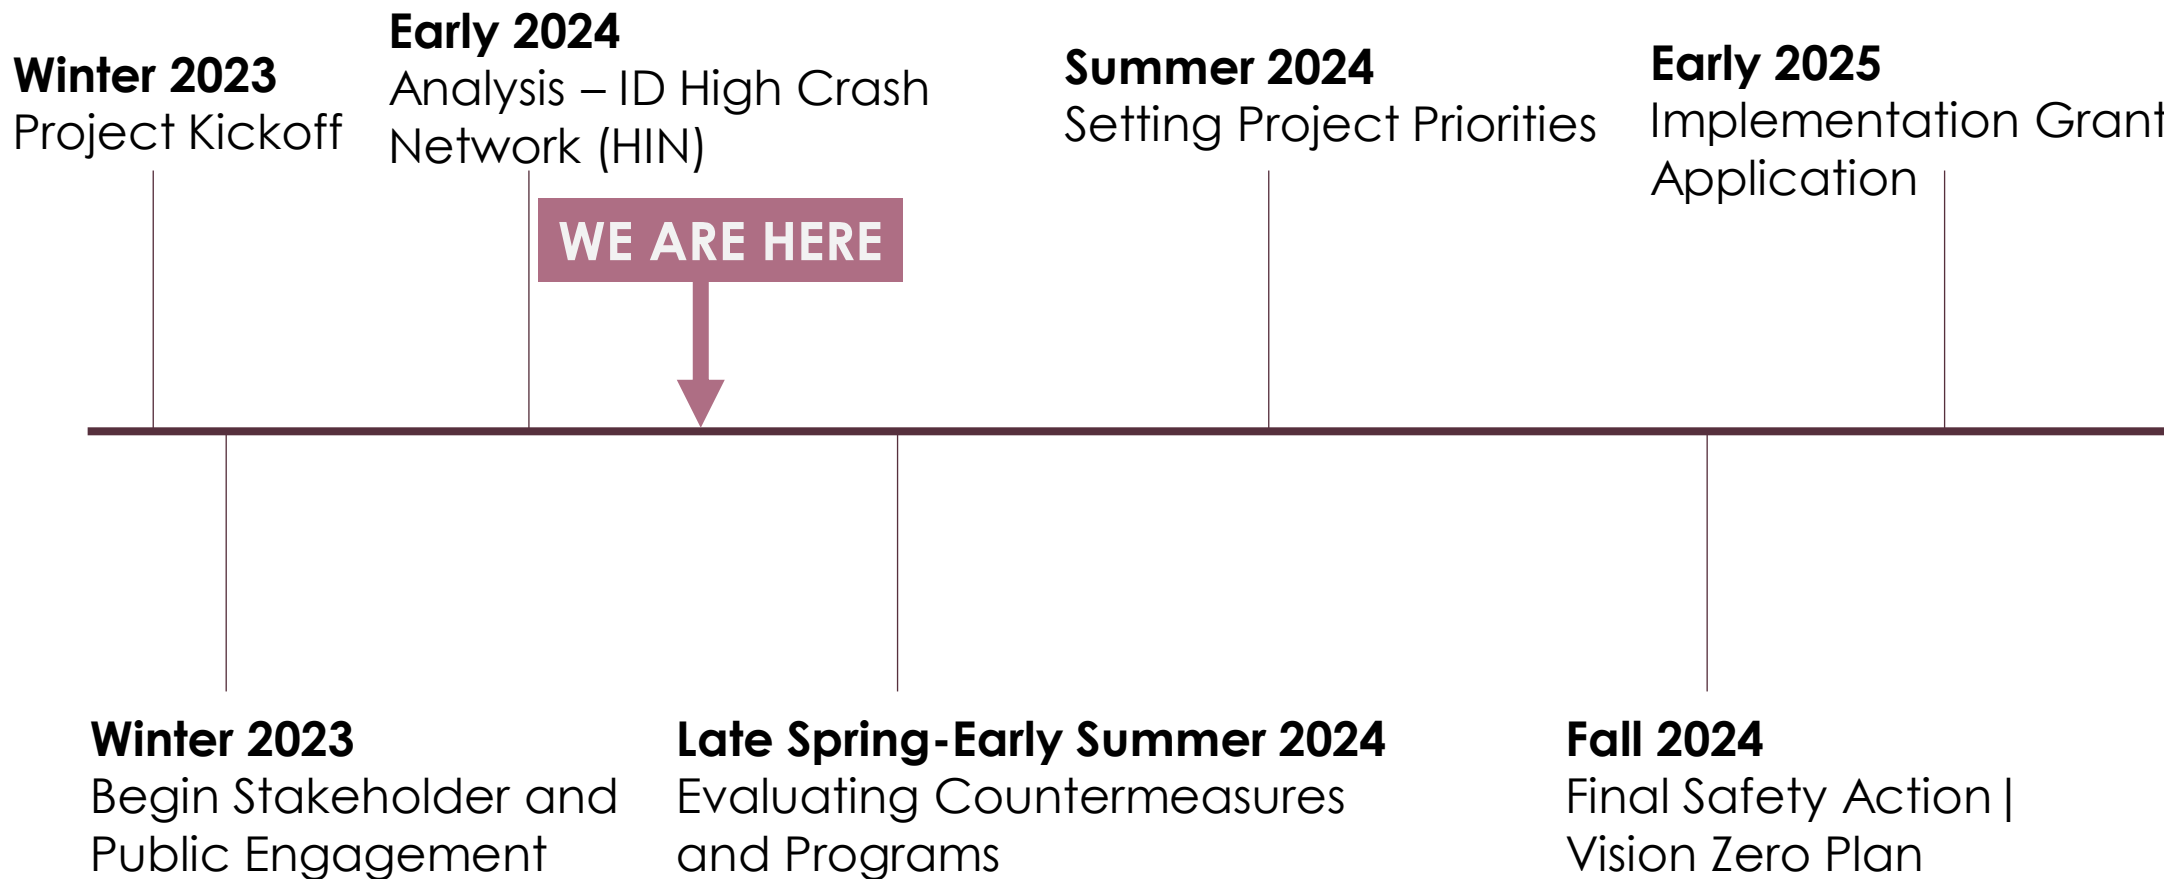 Winter 2023
Project Kickoff
Early 2024
Analysis – ID High Crash
Network (HIN)
WE ARE HERE
Summer 2024
Setting Project Priorities
Early 2025
Implementation Grant
Application
Winter 2023
Begin Stakeholder and
Public Engagement
Late Spring-Early Summer 2024
Evaluating Countermeasures
and Programs
Fall 2024
Final Safety Action|
Vision Zero Plan